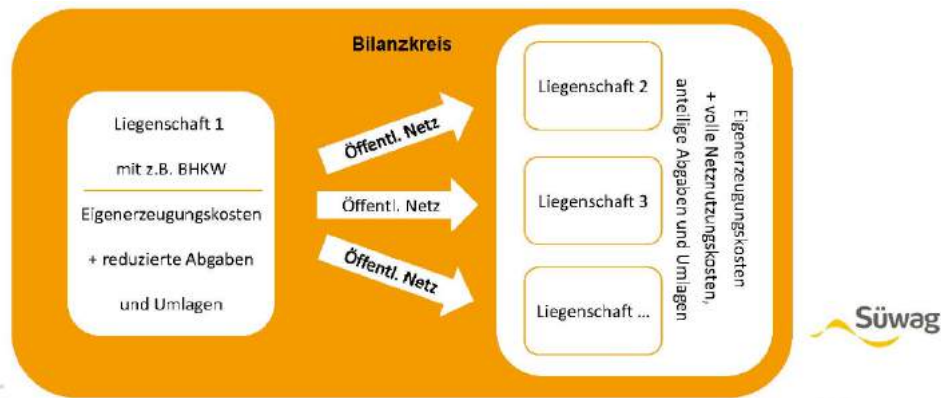 Bilanzkreis
Liegenschaft 1
mit z.B. BHKW
Eigenerzeugungskosten
+ reduzierte Abgaben
und Umlagen
Öffentl. Netz
Öffentl. Netz
Öffentl. Netz
Liegenschaft 2
Liegenschaft 3
Liegenschaft ...
Eigenerzeugungskosten
+ volle Netznutzungskosten,
anteilige Abgaben und Umlagen
Süwag